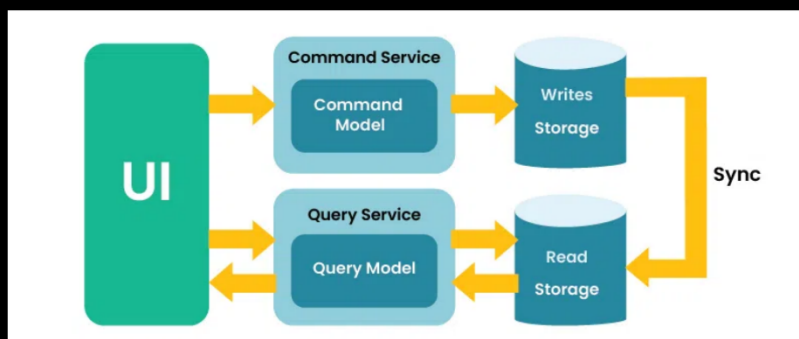 UI
Command Service
Command
Model
Writes
Storage
Sync
Query Service
Query Model
Read
Storage